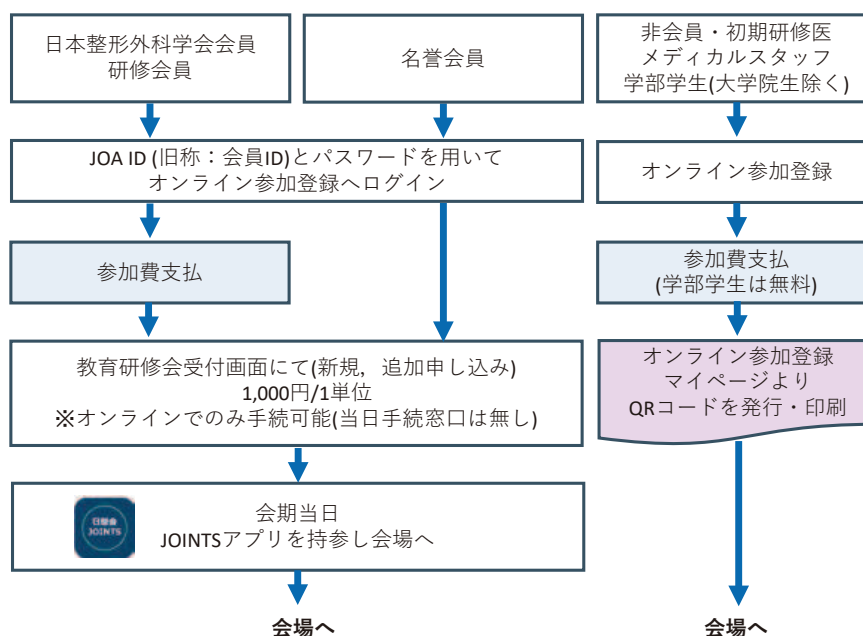 日本整形外科学会会員
研修会員
名誉会員
非会員・初期研修医
メディカルスタッフ
学部学生(大学院生除く)
JOA ID (旧称：会員ID)とパスワードを用いて
オンライン参加登録へログイン
オンライン参加登録
参加費支払
参加費支払
(学部学生は無料)
教育研修会受付画面にて(新規，追加申し込み)
1,000円/1単位
※オンラインでのみ手続可能(当日手続窓口は無し)
オンライン参加登録
マイページより
QRコードを発行・印刷
日整会
JOINTS
会期当日
JOINTSアプリを持参し会場へ
会場へ
会場へ